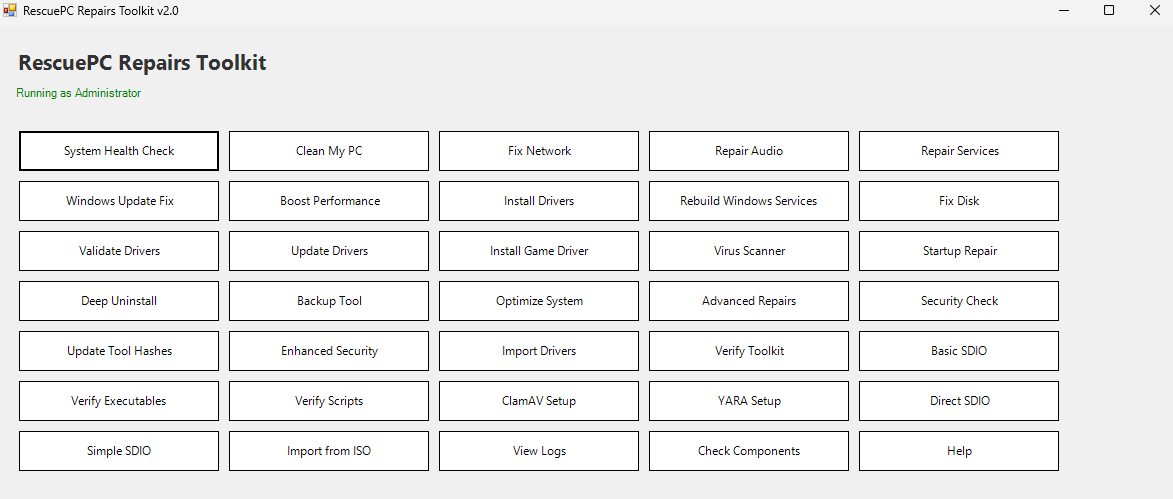 RescuePC Repairs Toolkit v2.0
RescuePC Repairs Toolkit
Running as Administrator
System Health Check
Clean My PC
Fix Network
Repair Audio
Repair Services
Windows Update Fix
Boost Performance
Install Drivers
Rebuild Windows Services
Fix Disk
Validate Drivers
Update Drivers
Install Game Driver
Virus Scanner
Startup Repair
Deep Uninstall
Backup Tool
Optimize System
Advanced Repairs
Security Check
Update Tool Hashes
Enhanced Security
Import Drivers
Verify Toolkit
Basic SDIO
Verify Executables
Verify Scripts
ClamAV Setup
YARA Setup
Direct SDIO
Simple SDIO
Import from ISO
View Logs
Check Components
Help